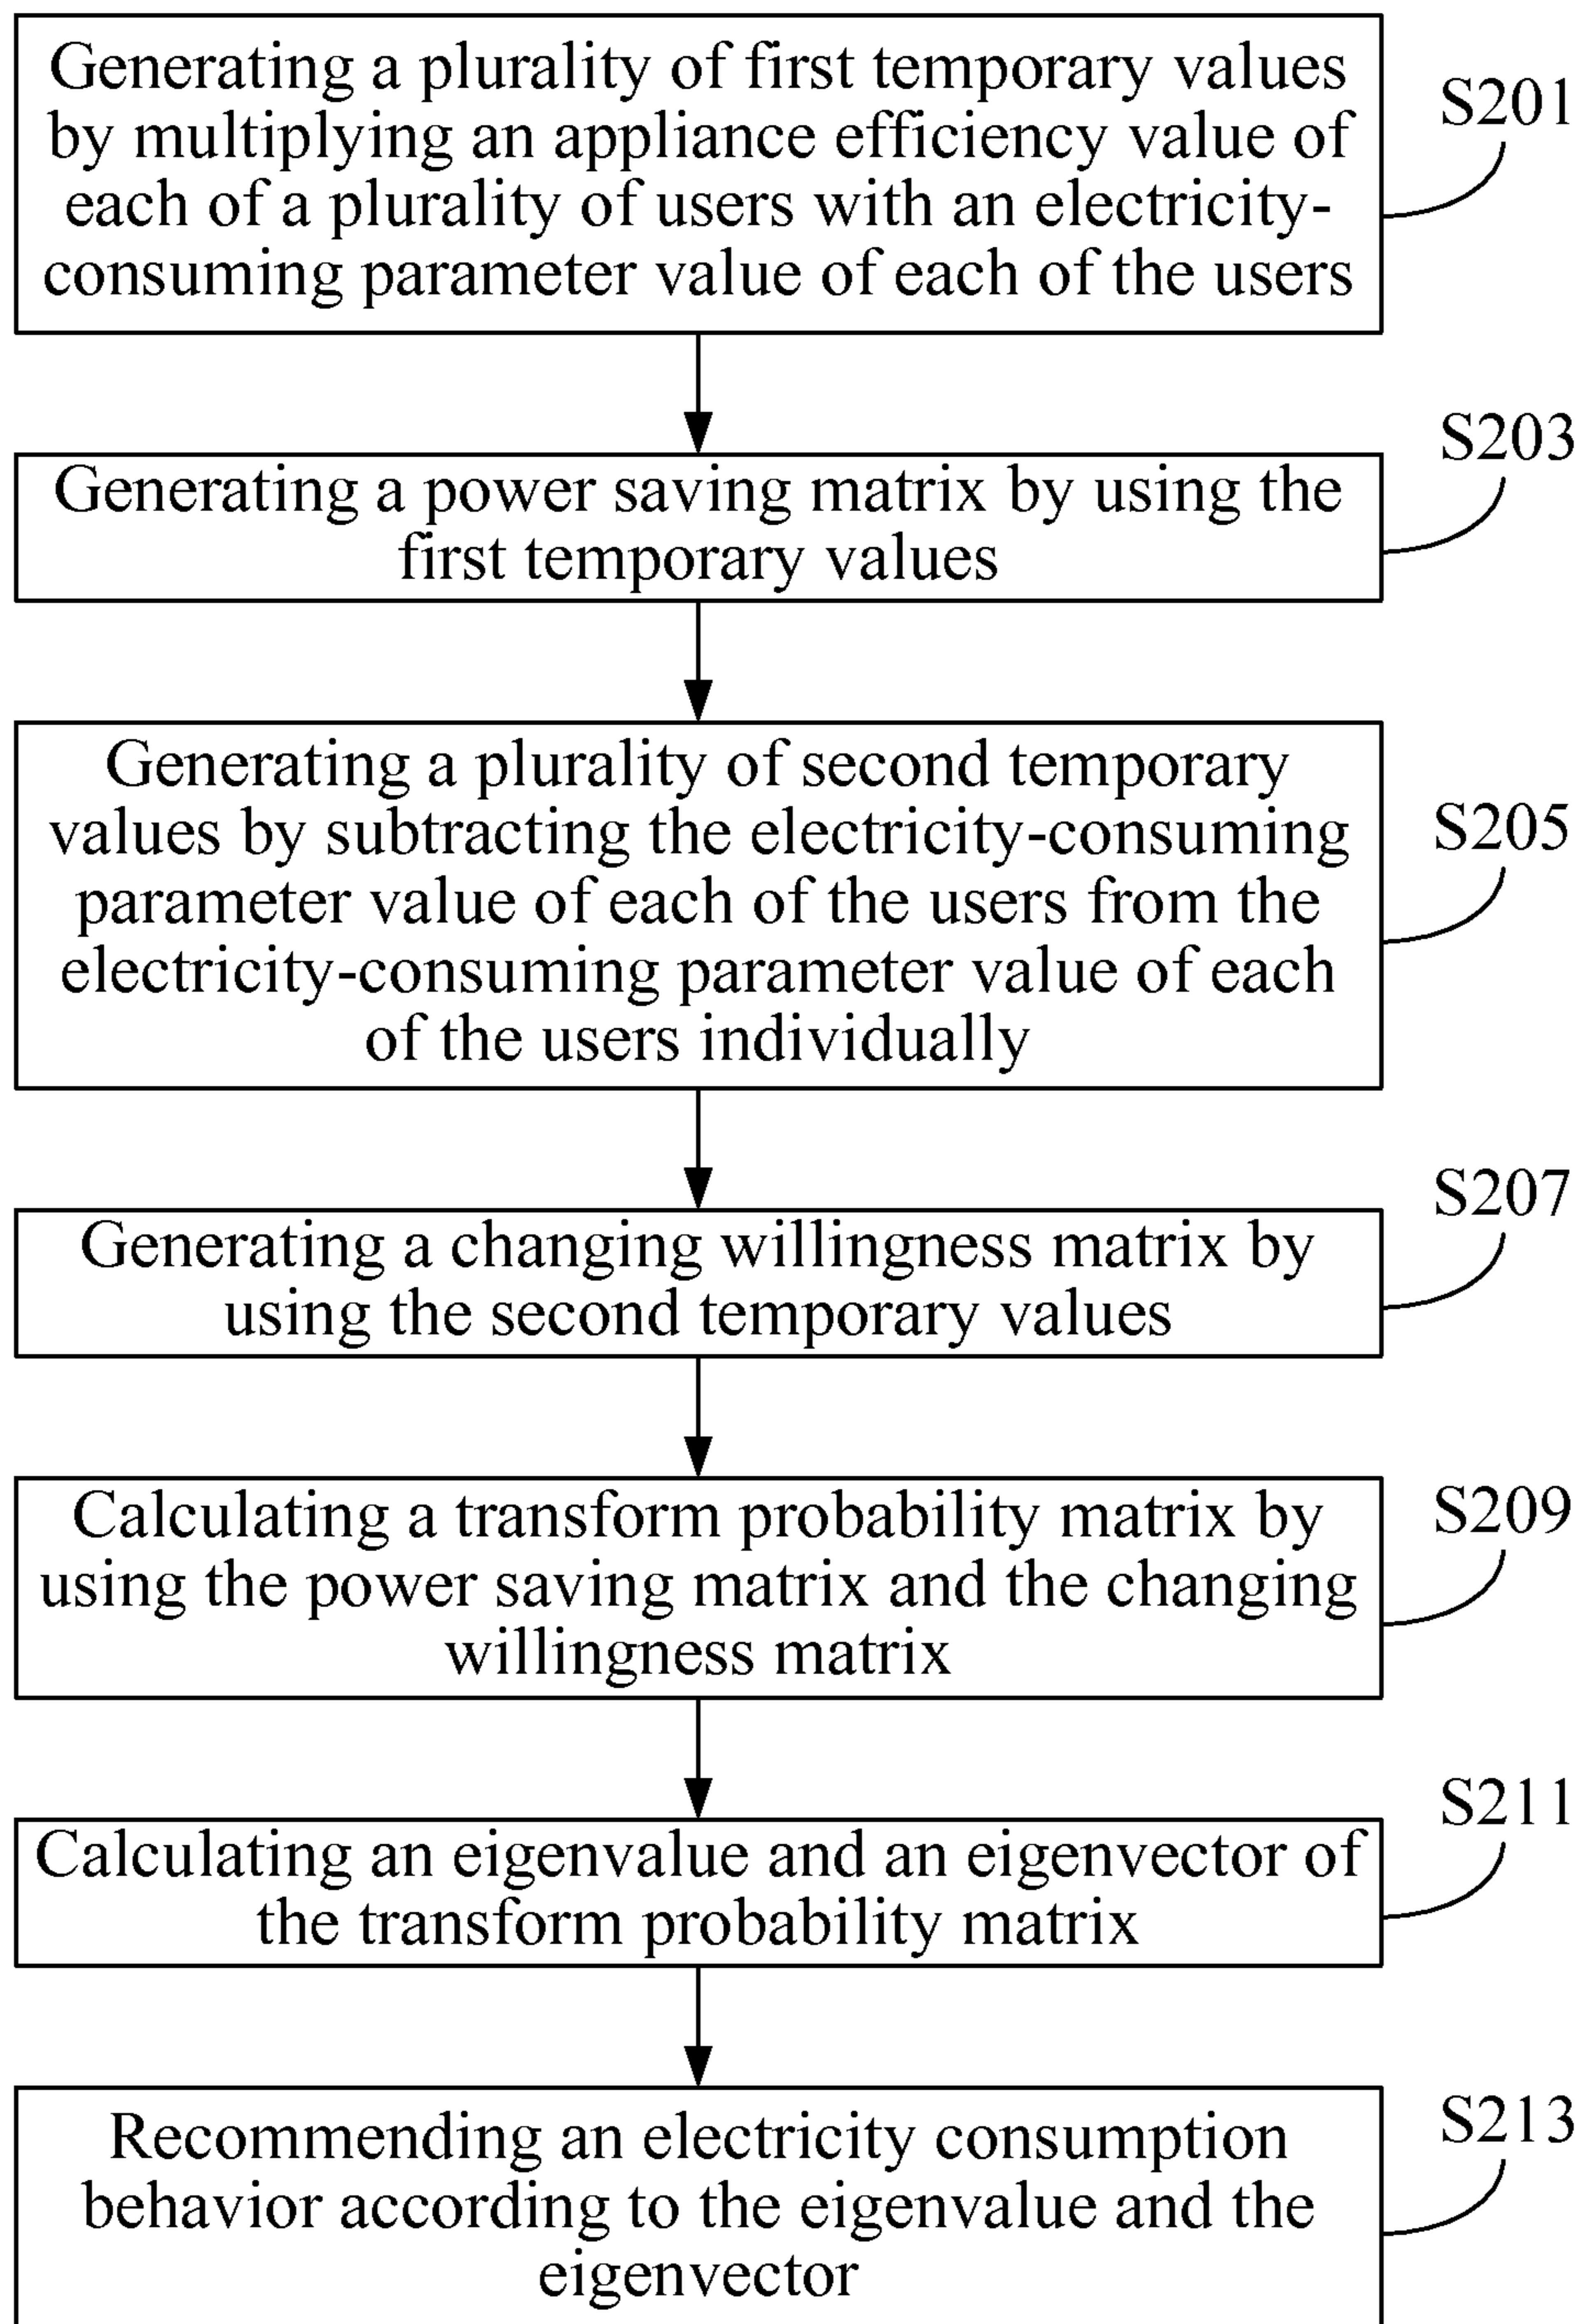 Generating a plurality of first temporary values
by multiplying an appliance efficiency value of
each of a plurality of users with an electricity-
consuming parameter value of each of the users
S201
Generating a power saving matrix by using the
first temporary values
S203
Generating a plurality of second temporary
values by subtracting the electricity-consuming
parameter value of each of the users from the
electricity-consuming parameter value of each
of the users individually
S205
Generating a changing willingness matrix by
using the second temporary values
S207
Calculating a transform probability matrix by
using the power saving matrix and the changing
willingness matrix
S209
Calculating an eigenvalue and an eigenvector of
the transform probability matrix
S211
Recommending an electricity consumption
behavior according to the eigenvalue and the
eigenvector
S213